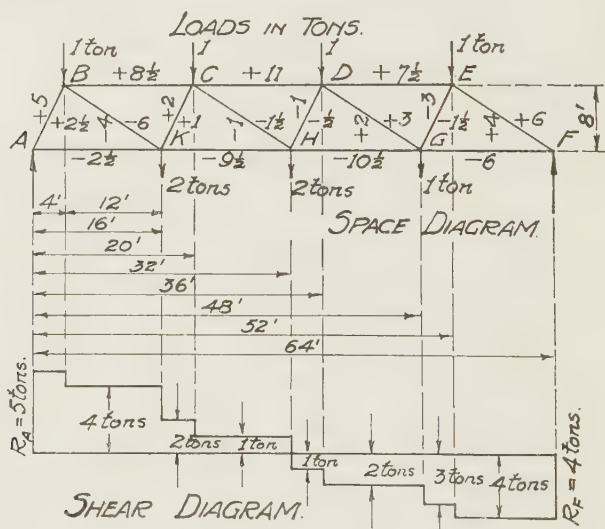 LOADS IN TONS.
1 ton 1 1 1 ton
B +8½ C +11 D +7½ E
+5 +2½ -4 -6 +2 +1 -1 -1½ -1 -½ +2 +3 -3 -1½ +4 +6 8'
A K H G F
-2½ -9½ -10½ -6
2 tons 2 tons 1 ton
4' 12'
16' SPACE DIAGRAM.
20'
32'
36'
48'
52'
64'
R_A = 5 tons.
4 tons
2 tons 1 ton
1 ton 2 tons 3 tons 4 tons
R_F = 4 tons.
SHEAR DIAGRAM.